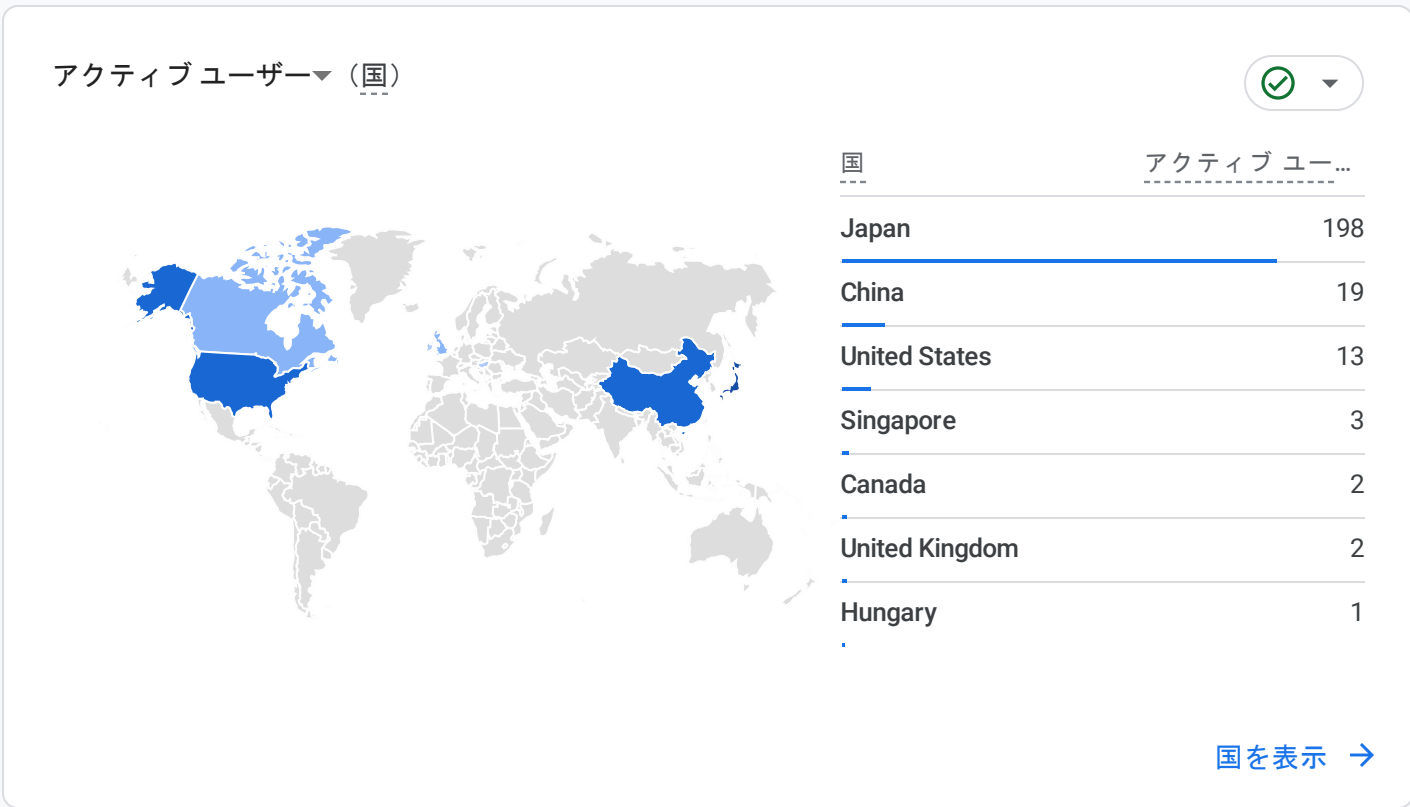 アクティブ ユーザー（国）
国 アクティブ ユー…
Japan 198
China 19
United States 13
Singapore 3
Canada 2
United Kingdom 2
Hungary 1
国を表示